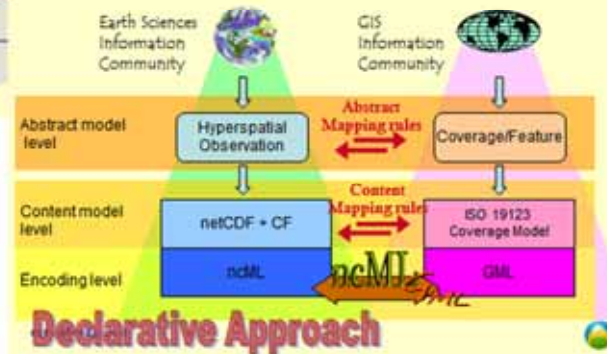 Earth Sciences
Information
Community
GIS
Information
Community
Abstract model
level
Hyperspatial
Observation
Abstract
Mapping rules
Coverage/Feature
Content model
level
netCDF + CF
Content
Mapping rules
ISO 19123
Coverage Model
Encoding level
ncML
ncML
GML
GML
Declarative Approach